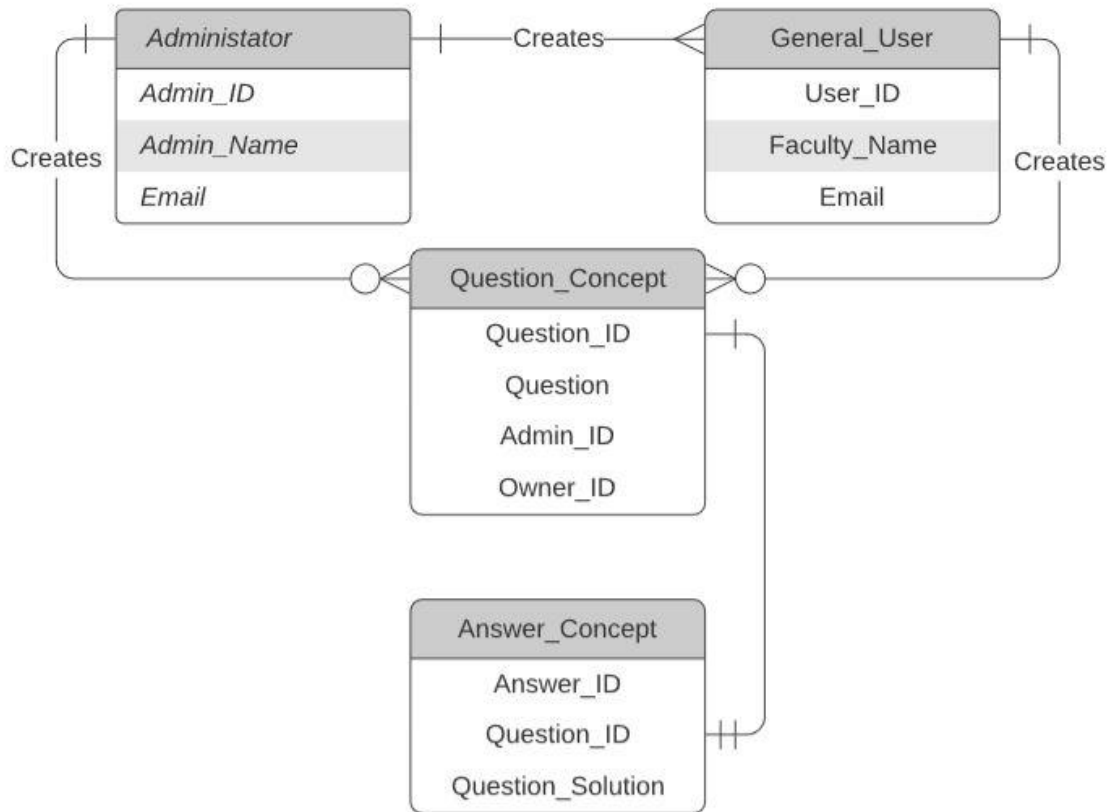 Administator
Creates
General_User
Admin_ID
Admin_Name
Email
User_ID
Faculty_Name
Email
Creates
Creates
Question_Concept
Question_ID
Question
Admin_ID
Owner_ID
Answer_Concept
Answer_ID
Question_ID
Question_Solution